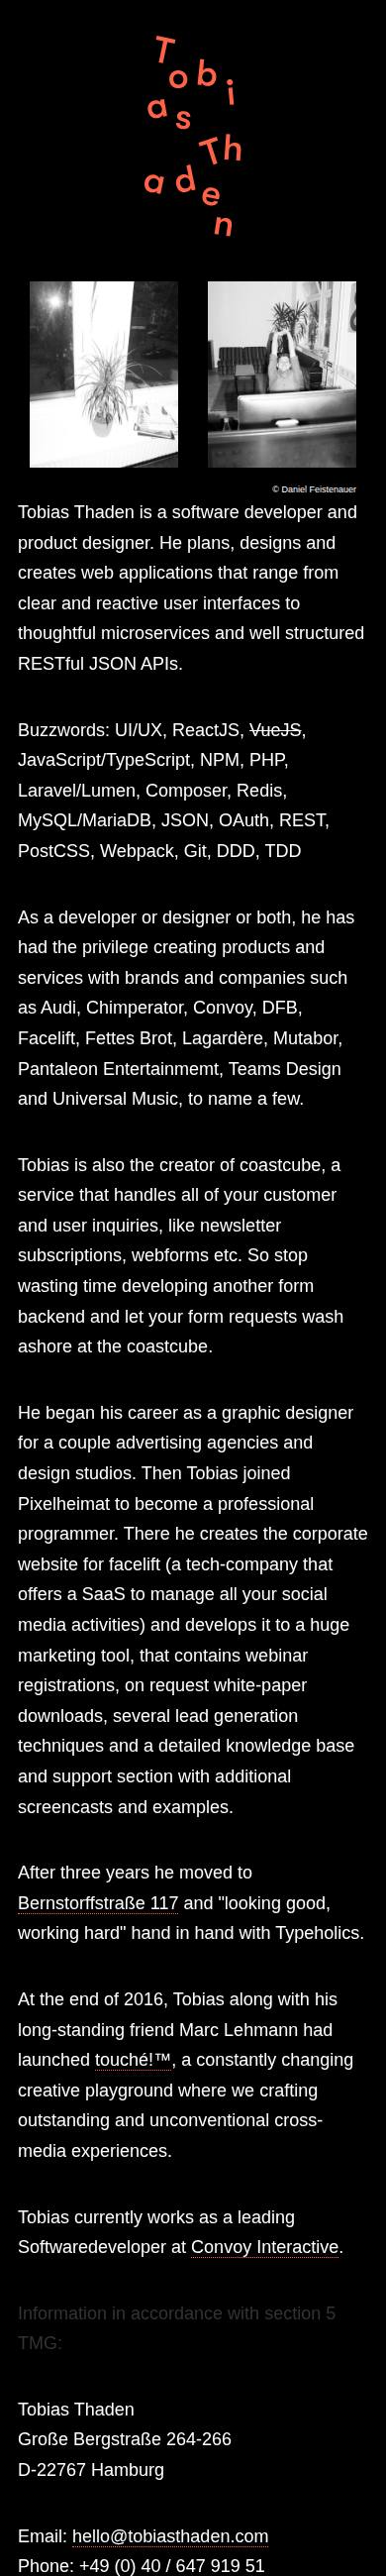 Tobias
Thaden
© Daniel Feistenauer
Tobias Thaden is a software developer and
product designer. He plans, designs and
creates web applications that range from
clear and reactive user interfaces to
thoughtful microservices and well structured
RESTful JSON APIs.
Buzzwords: UI/UX, ReactJS, VueJS,
JavaScript/TypeScript, NPM, PHP,
Laravel/Lumen, Composer, Redis,
MySQL/MariaDB, JSON, OAuth, REST,
PostCSS, Webpack, Git, DDD, TDD
As a developer or designer or both, he has
had the privilege creating products and
services with brands and companies such
as Audi, Chimperator, Convoy, DFB,
Facelift, Fettes Brot, Lagardère, Mutabor,
Pantaleon Entertainmemt, Teams Design
and Universal Music, to name a few.
Tobias is also the creator of coastcube, a
service that handles all of your customer
and user inquiries, like newsletter
subscriptions, webforms etc. So stop
wasting time developing another form
backend and let your form requests wash
ashore at the coastcube.
He began his career as a graphic designer
for a couple advertising agencies and
design studios. Then Tobias joined
Pixelheimat to become a professional
programmer. There he creates the corporate
website for facelift (a tech-company that
offers a SaaS to manage all your social
media activities) and develops it to a huge
marketing tool, that contains webinar
registrations, on request white-paper
downloads, several lead generation
techniques and a detailed knowledge base
and support section with additional
screencasts and examples.
After three years he moved to
Bernstorffstraße 117 and "looking good,
working hard" hand in hand with Typeholics.
At the end of 2016, Tobias along with his
long-standing friend Marc Lehmann had
launched touché!™, a constantly changing
creative playground where we crafting
outstanding and unconventional cross-
media experiences.
Tobias currently works as a leading
Softwaredeveloper at Convoy Interactive.
Information in accordance with section 5
TMG:
Tobias Thaden
Große Bergstraße 264-266
D-22767 Hamburg
Email: hello@tobiasthaden.com
Phone: +49 (0) 40 / 647 919 51